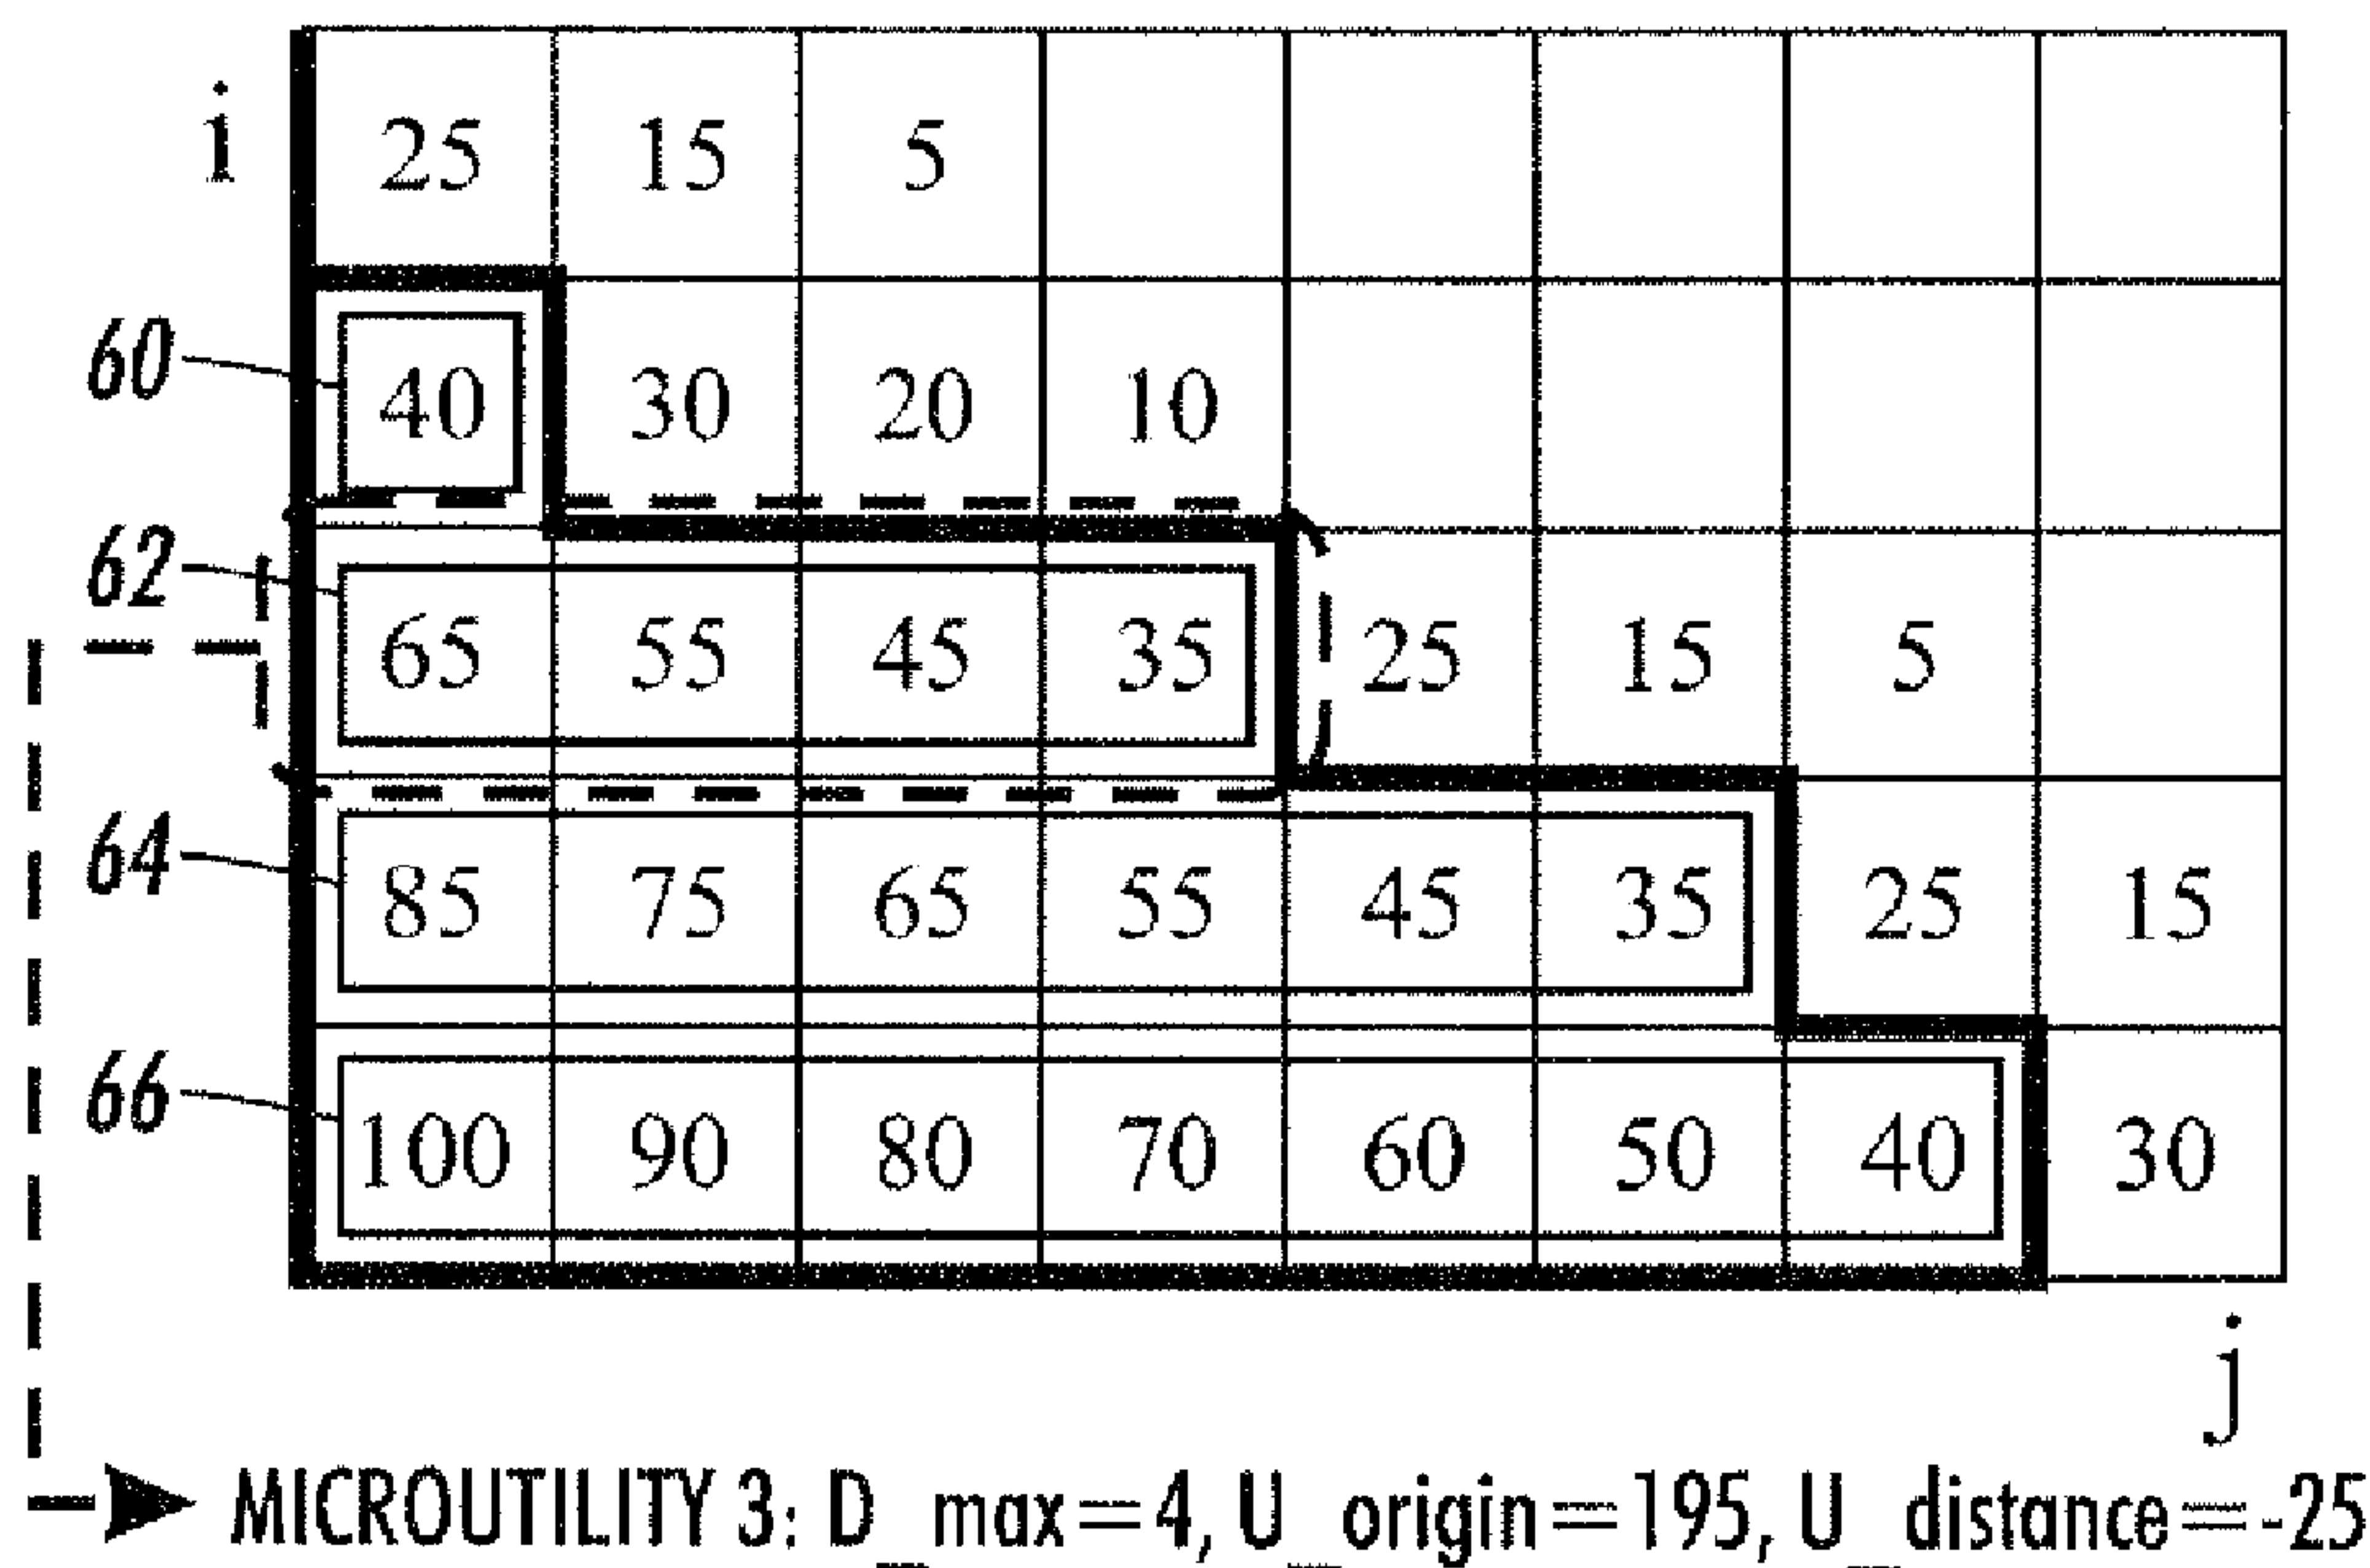 i 25 15 5
60 40 30 20 10
62 65 55 45 35 25 15 5
64 85 75 65 55 45 35 25 15
66 100 90 80 70 60 50 40 30
j
MICROUTILITY 3: D_max=4, U_origin=195, U_distance=-25